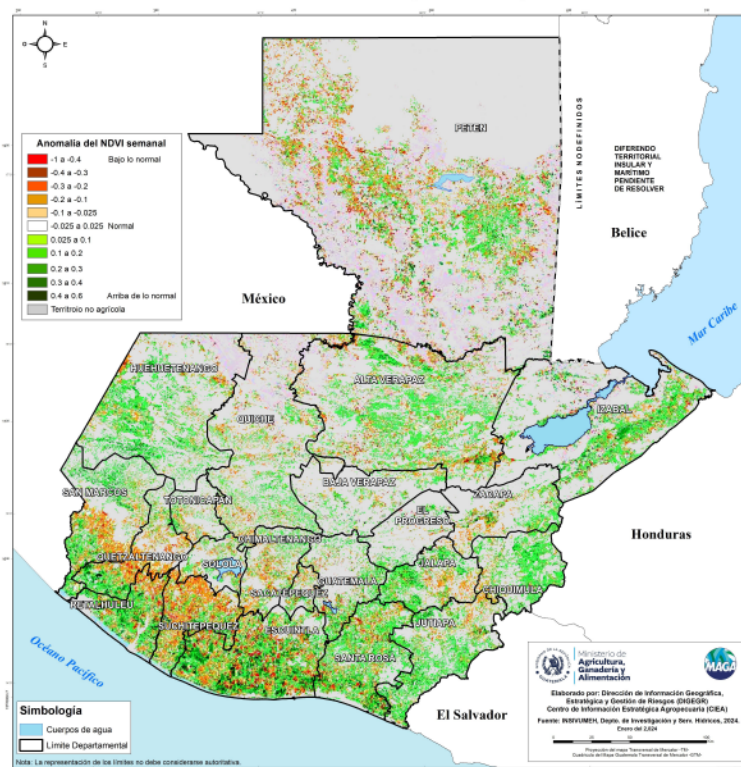 N
O
E
S
Anomalía del NDVI semanal
-1 a -0.4 Bajo lo normal
-0.4 a -0.3
-0.3 a -0.2
-0.2 a -0.1
-0.1 a -0.025
-0.025 a 0.025 Normal
0.025 a 0.1
0.1 a 0.2
0.2 a 0.3
0.3 a 0.4
0.4 a 0.6 Arriba de lo normal
Territroio no agrícola
PETEN
LÍMITES NO DEFINIDOS
DIFERENDO
TERRITORIAL
INSULAR Y
MARÍTIMO
PENDIENTE
DE RESOLVER
Belice
México
Mar Caribe
HUEHUETENANGO
ALTA VERAPAZ
QUICHE
IZABAL
SAN MARCOS
TOTONICAPÁN
BAJA VERAPAZ
ZACAPA
EL
PROGRESO
Honduras
QUETZALTENANGO
SOLOLA
CHIMALTENANGO
SACATEPEQUEZ
GUATEMALA
JALAPA
CHIQUIMULA
RETALHULEU
SUCHITEPEQUEZ
ESCUINTLA
JUTIAPA
SANTA ROSA
Océano Pacífico
El Salvador
Simbología
Cuerpos de agua
Límite Departamental
Nota: La representación de los límites no debe considerarse autoritativa.
GUATEMALA
Ministerio de
Agricultura,
Ganadería y
Alimentación
MAGA
Elaborado por: Dirección de Información Geográfica,
Estratégica y Gestión de Riesgos (DIGEGR)
Centro de Información Estratégica Agropecuaria (CIEA)
Fuente: INSIVUMEH, Depto. de Investigación y Serv. Hídricos, 2024.
Enero del 2,024